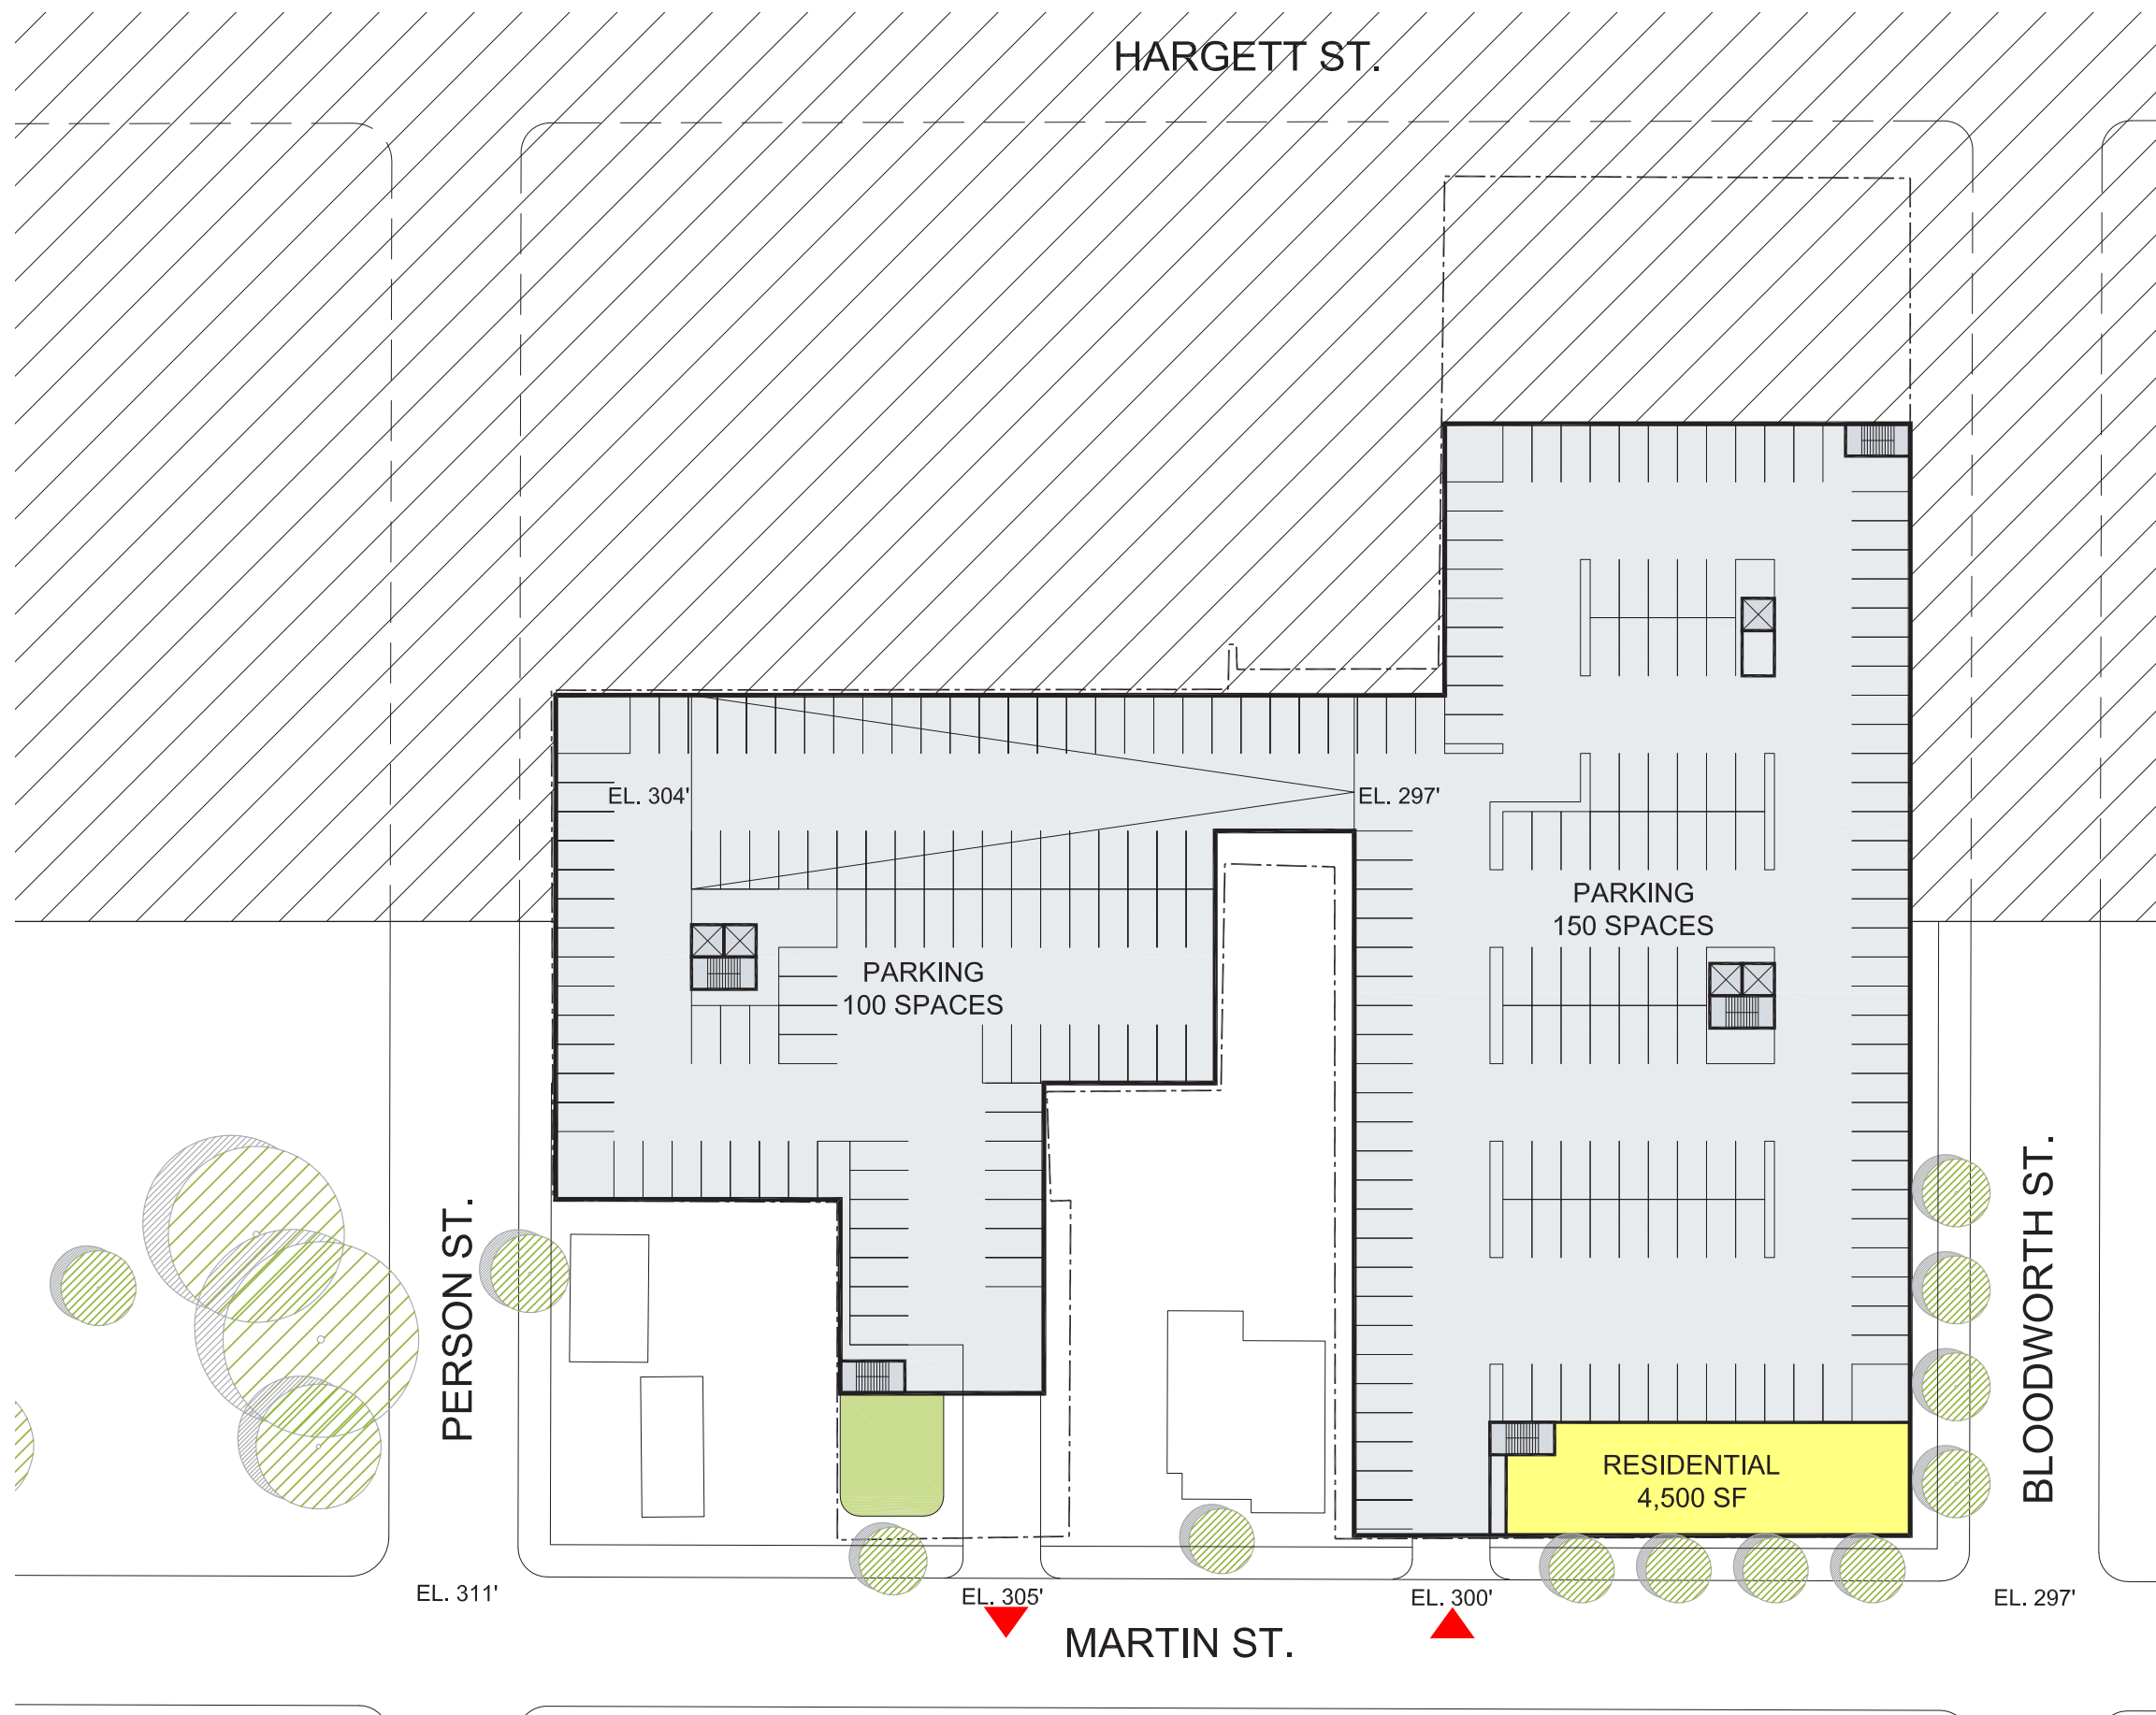 HARGETT ST.
EL. 304'
EL. 297'
PARKING
150 SPACES
PARKING
100 SPACES
PERSON ST.
BLOODWORTH ST.
RESIDENTIAL
4,500 SF
EL. 311'
EL. 305'
EL. 300'
EL. 297'
MARTIN ST.